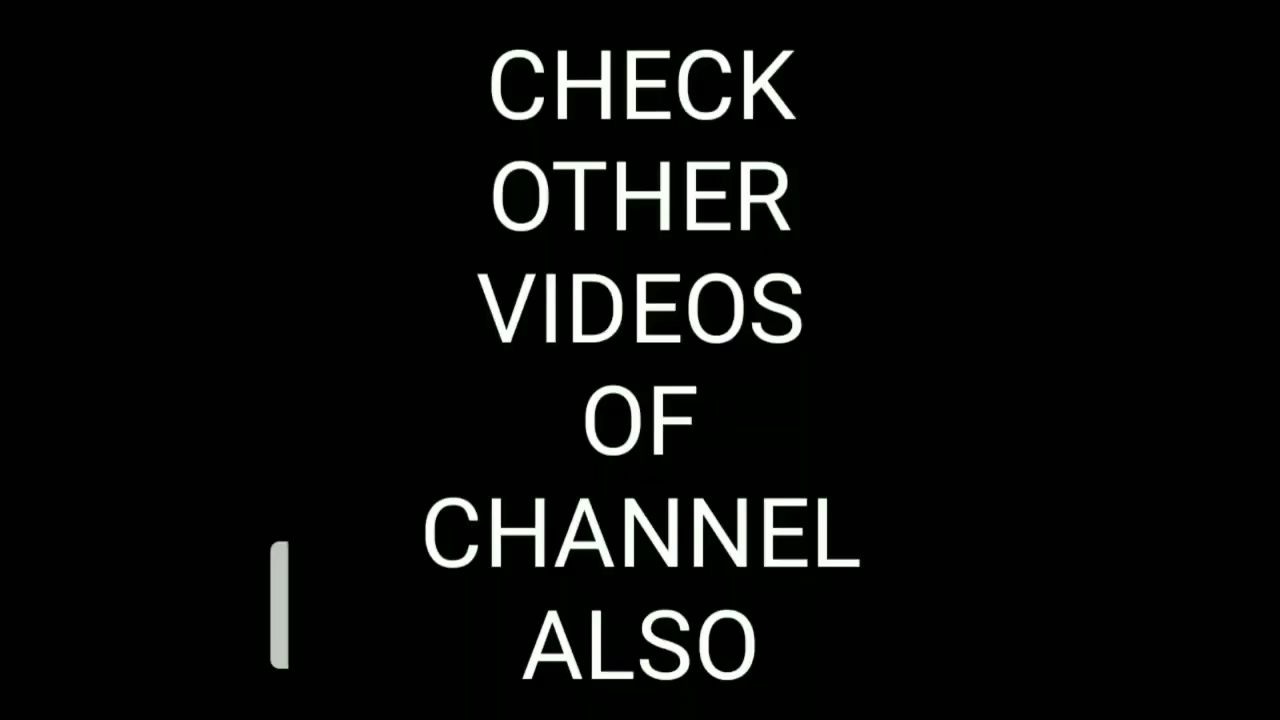 CHECK
OTHER
VIDEOS
OF
CHANNEL
ALSO